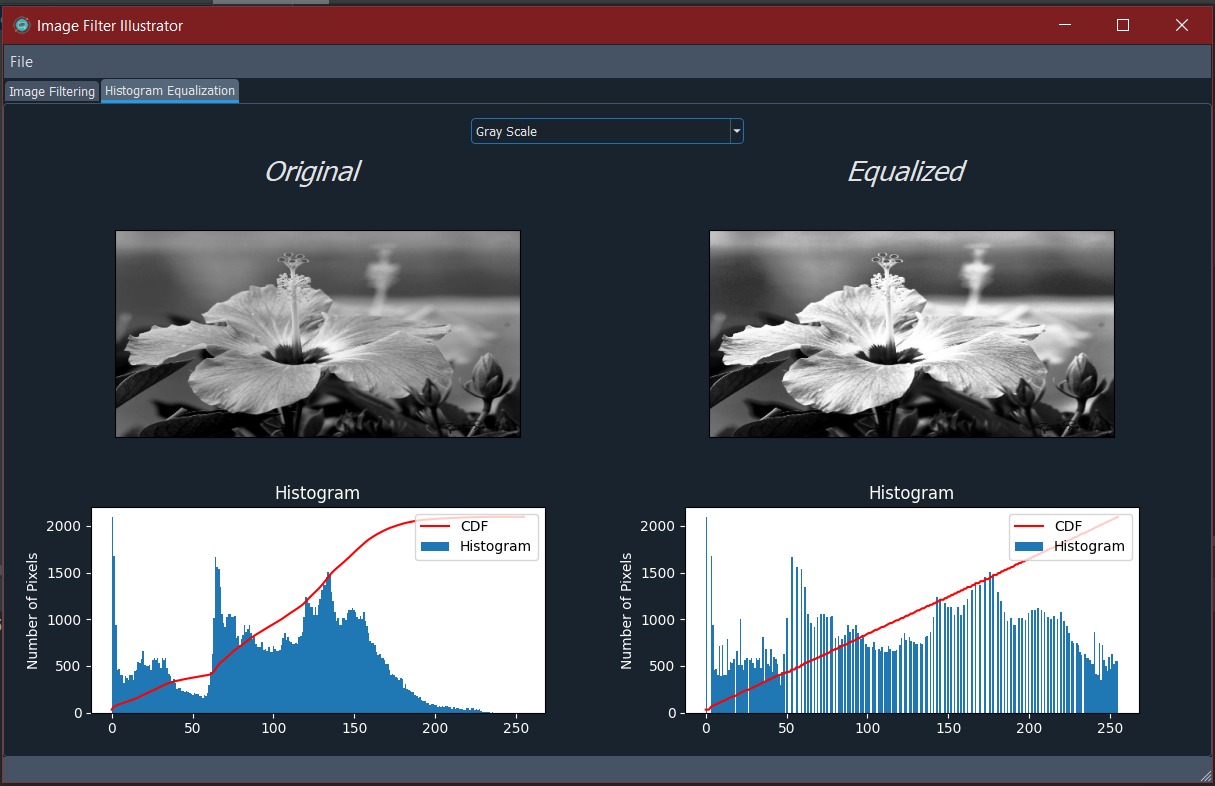 Image Filter Illustrator
File
Image Filtering
Histogram Equalization
Gray Scale
Original
Equalized
Histogram
Number of Pixels
2000
1500
1000
500
0
CDF
Histogram
0 50 100 150 200 250
Histogram
Number of Pixels
2000
1500
1000
500
0
CDF
Histogram
0 50 100 150 200 250